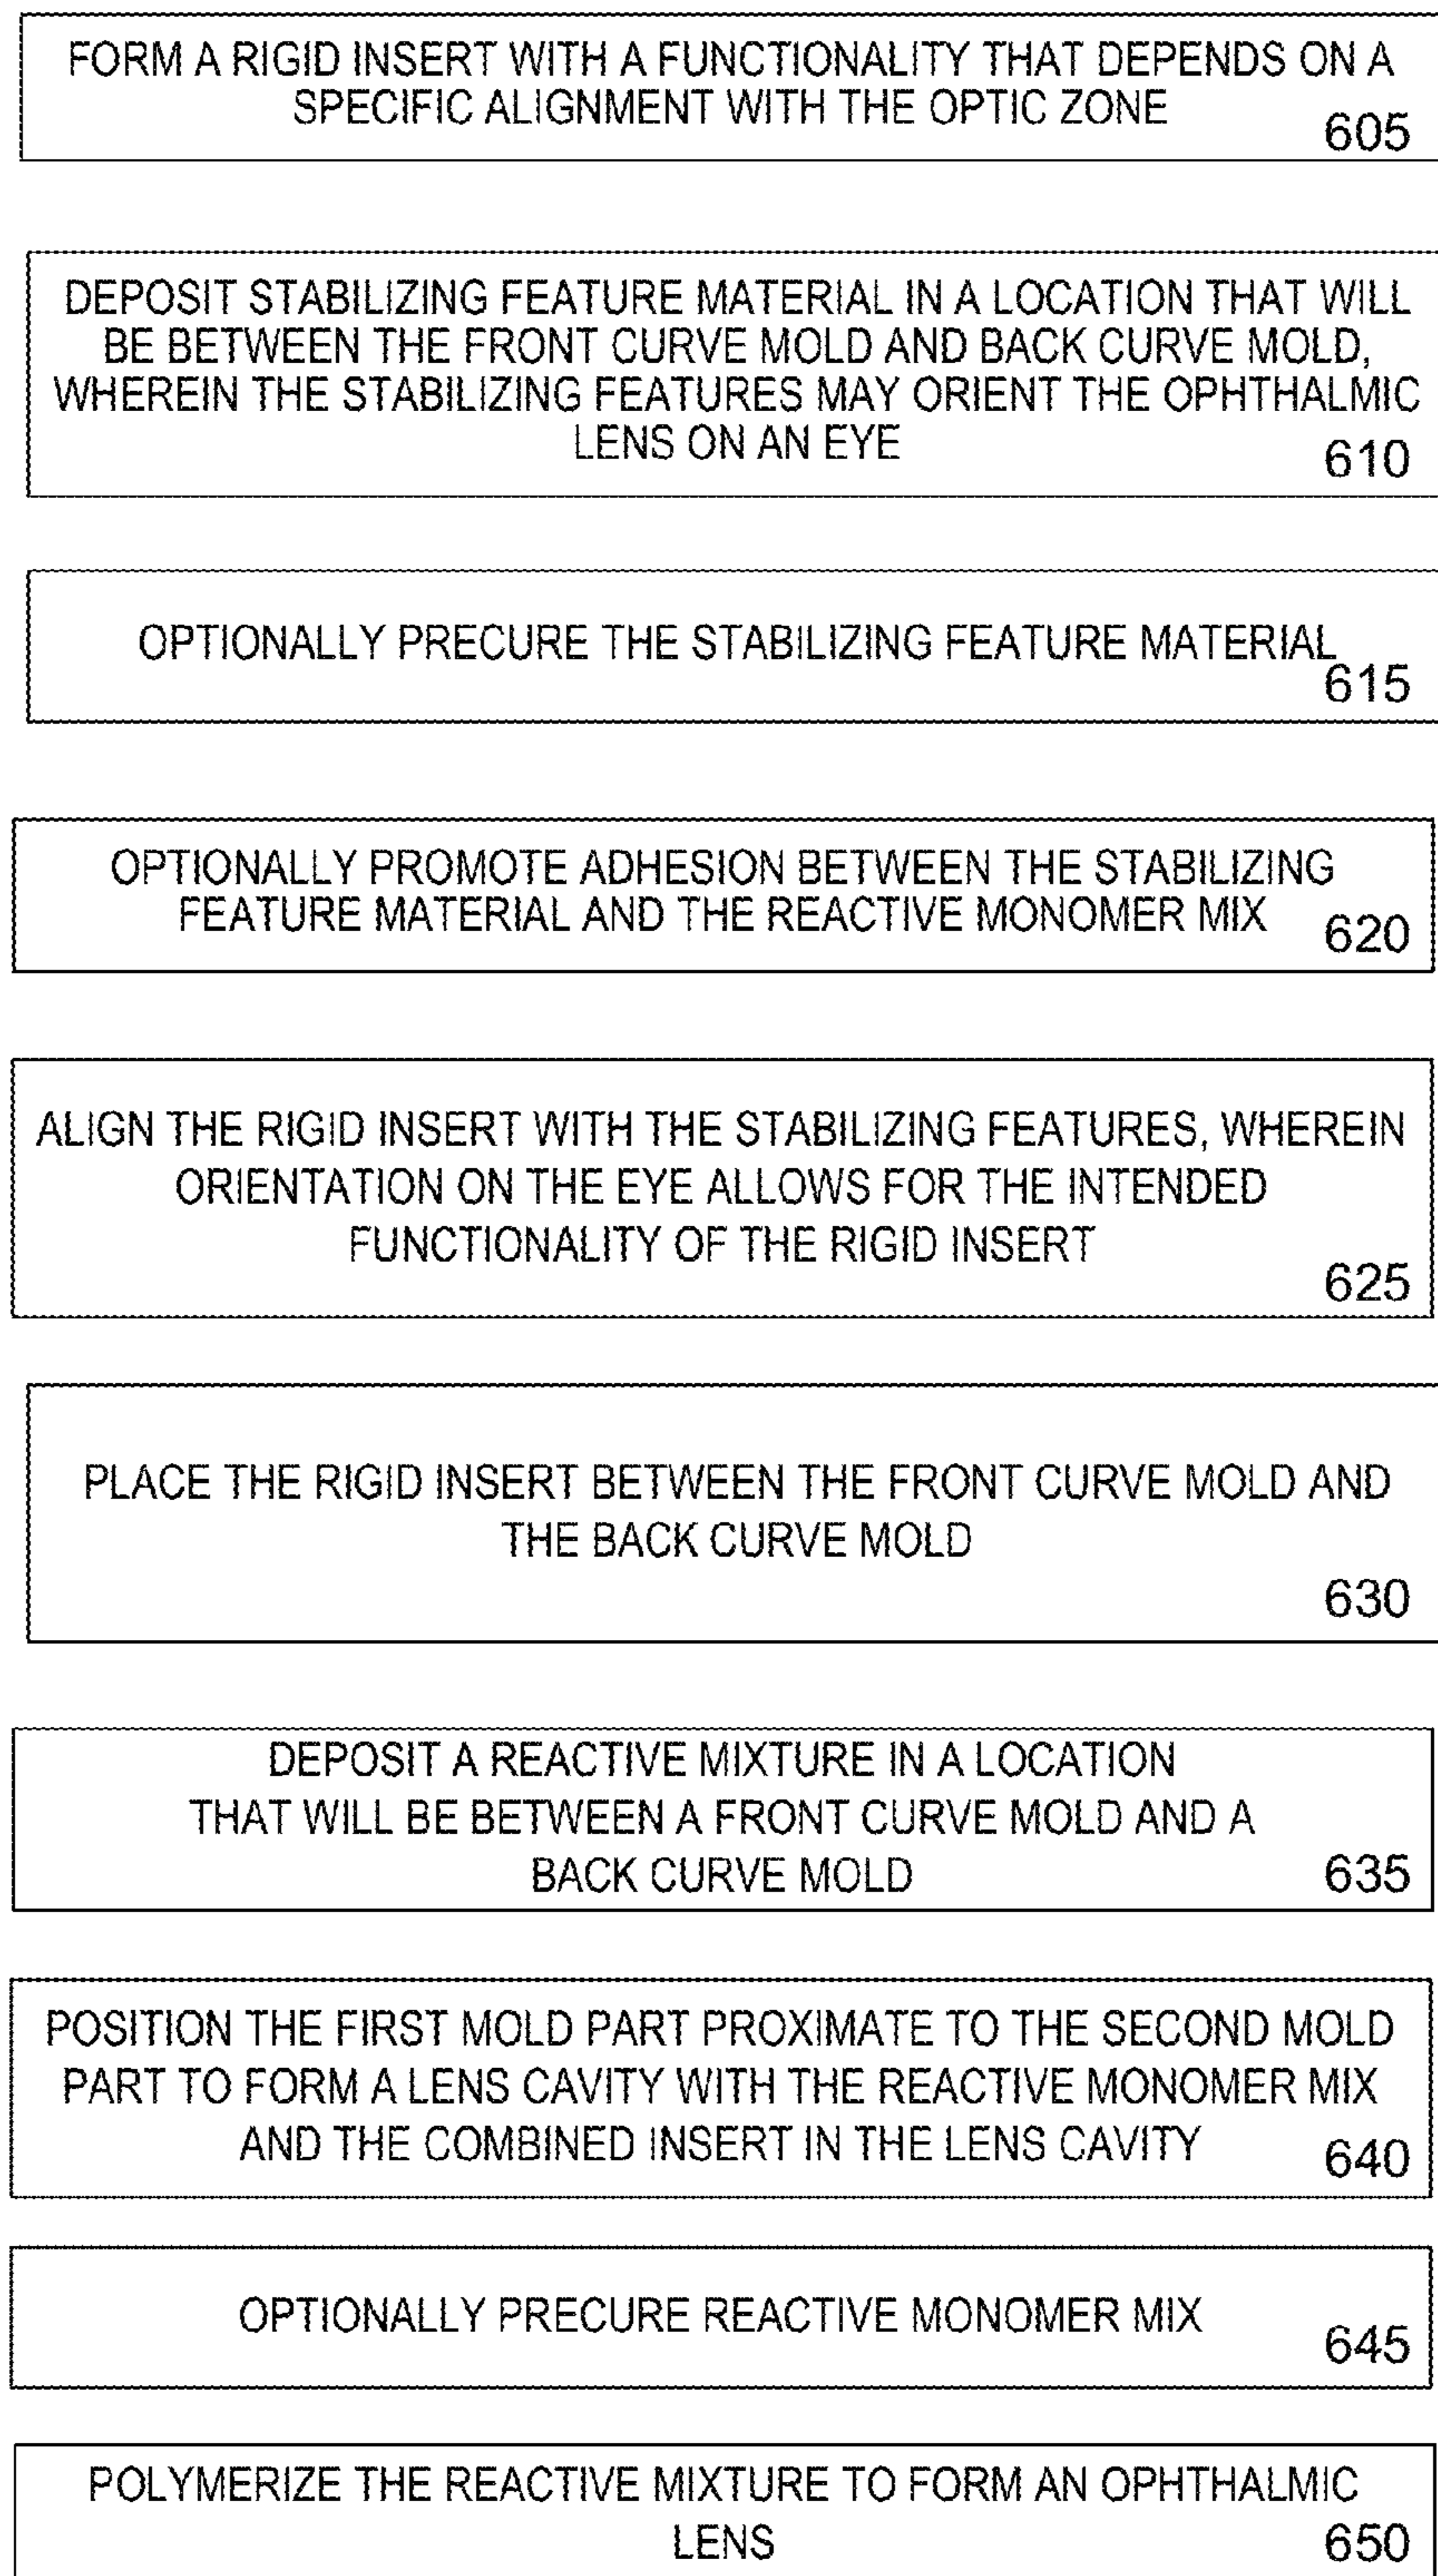 FORM A RIGID INSERT WITH A FUNCTIONALITY THAT DEPENDS ON A
SPECIFIC ALIGNMENT WITH THE OPTIC ZONE
605
DEPOSIT STABILIZING FEATURE MATERIAL IN A LOCATION THAT WILL
BE BETWEEN THE FRONT CURVE MOLD AND BACK CURVE MOLD,
WHEREIN THE STABILIZING FEATURES MAY ORIENT THE OPHTHALMIC
LENS ON AN EYE
610
OPTIONALLY PRECURE THE STABILIZING FEATURE MATERIAL
615
OPTIONALLY PROMOTE ADHESION BETWEEN THE STABILIZING
FEATURE MATERIAL AND THE REACTIVE MONOMER MIX
620
ALIGN THE RIGID INSERT WITH THE STABILIZING FEATURES, WHEREIN
ORIENTATION ON THE EYE ALLOWS FOR THE INTENDED
FUNCTIONALITY OF THE RIGID INSERT
625
PLACE THE RIGID INSERT BETWEEN THE FRONT CURVE MOLD AND
THE BACK CURVE MOLD
630
DEPOSIT A REACTIVE MIXTURE IN A LOCATION
THAT WILL BE BETWEEN A FRONT CURVE MOLD AND A
BACK CURVE MOLD
635
POSITION THE FIRST MOLD PART PROXIMATE TO THE SECOND MOLD
PART TO FORM A LENS CAVITY WITH THE REACTIVE MONOMER MIX
AND THE COMBINED INSERT IN THE LENS CAVITY
640
OPTIONALLY PRECURE REACTIVE MONOMER MIX
645
POLYMERIZE THE REACTIVE MIXTURE TO FORM AN OPHTHALMIC
LENS
650